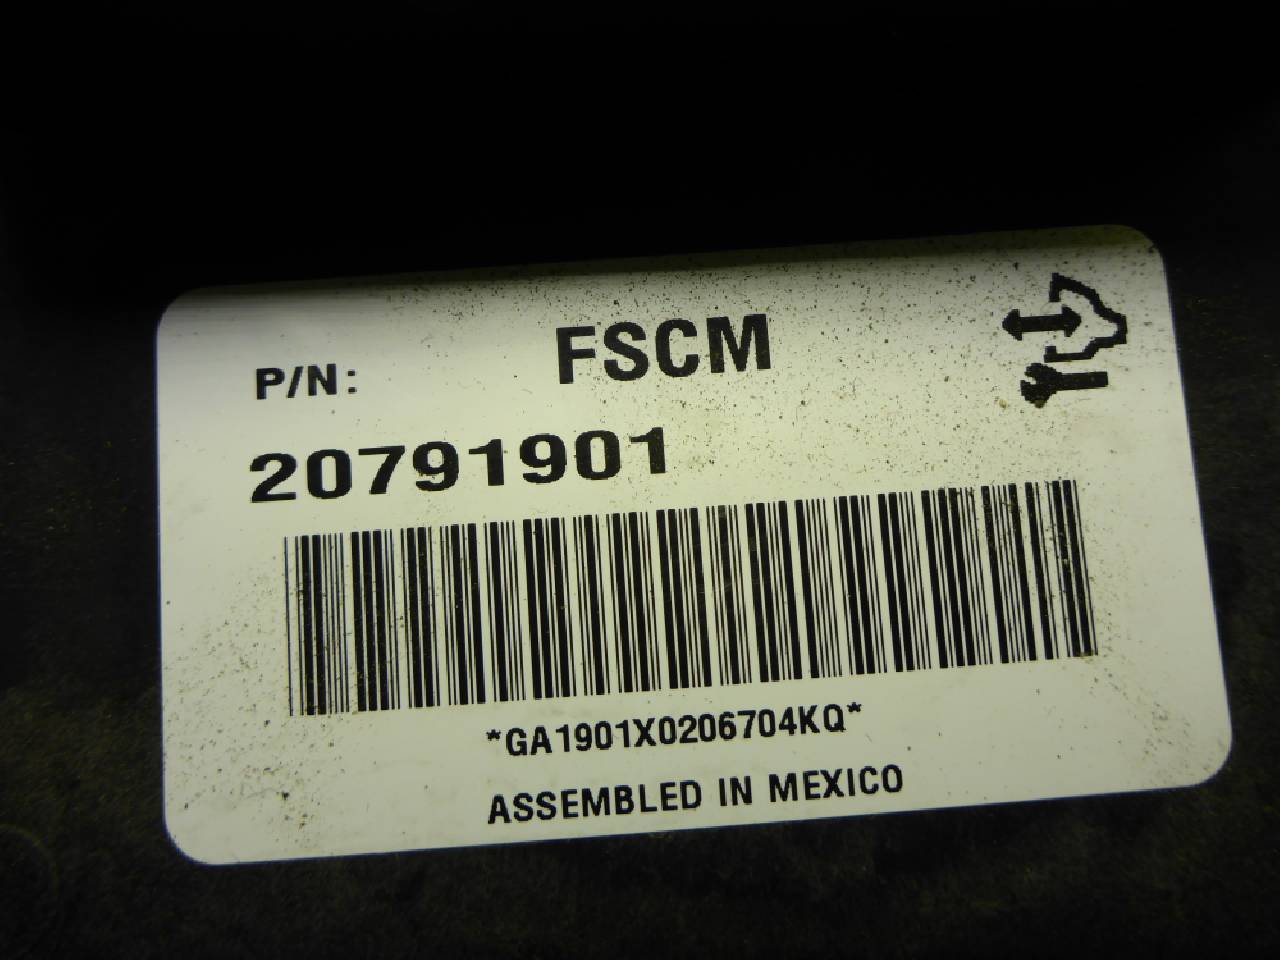 FSCM
P/N:
20791901
*GA1901X0206704KQ*
ASSEMBLED IN MEXICO